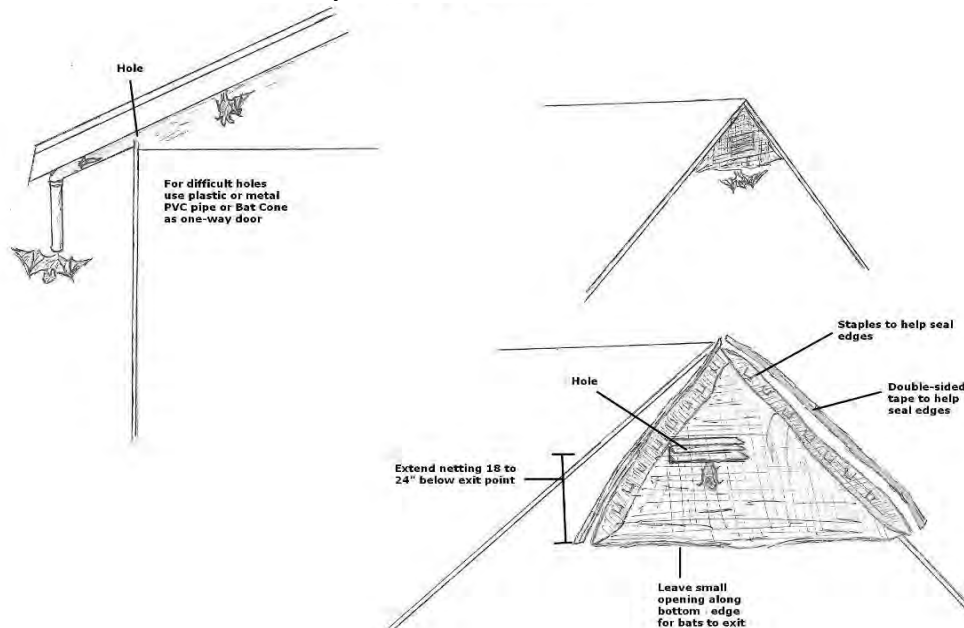 Hole
For difficult holes
use plastic or metal
PVC pipe or Bat Cone
as one-way door
Staples to help seal
edges
Hole
Double-sided
tape to help
seal edges
Extend netting 18 to
24" below exit point
Leave small
opening along
bottom edge
for bats to exit